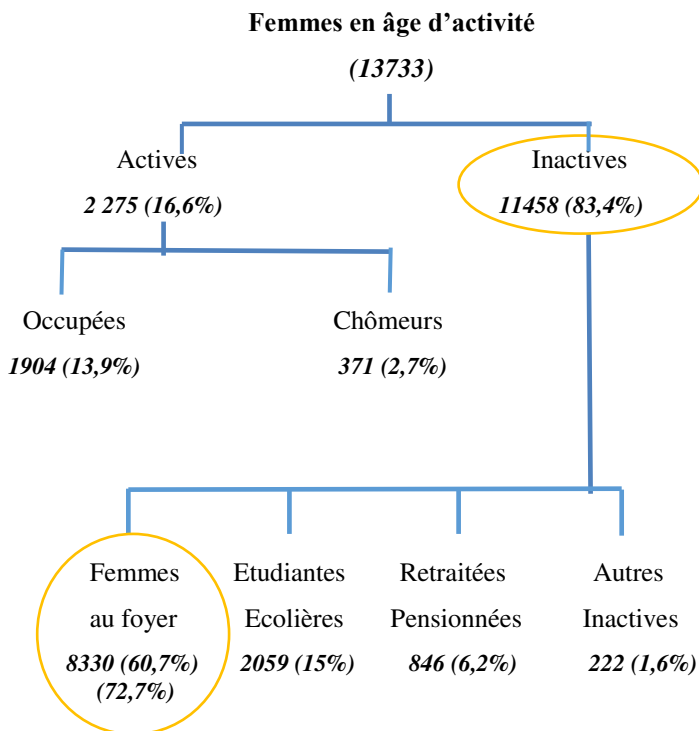 Femmes en âge d’activité
(13733)
Actives
2 275 (16,6%)
Inactives
11458 (83,4%)
Occupées
1904 (13,9%)
Chômeurs
371 (2,7%)
Femmes
au foyer
8330 (60,7%)
(72,7%)
Etudiantes
Ecolières
2059 (15%)
Retraitées
Pensionnées
846 (6,2%)
Autres
Inactives
222 (1,6%)